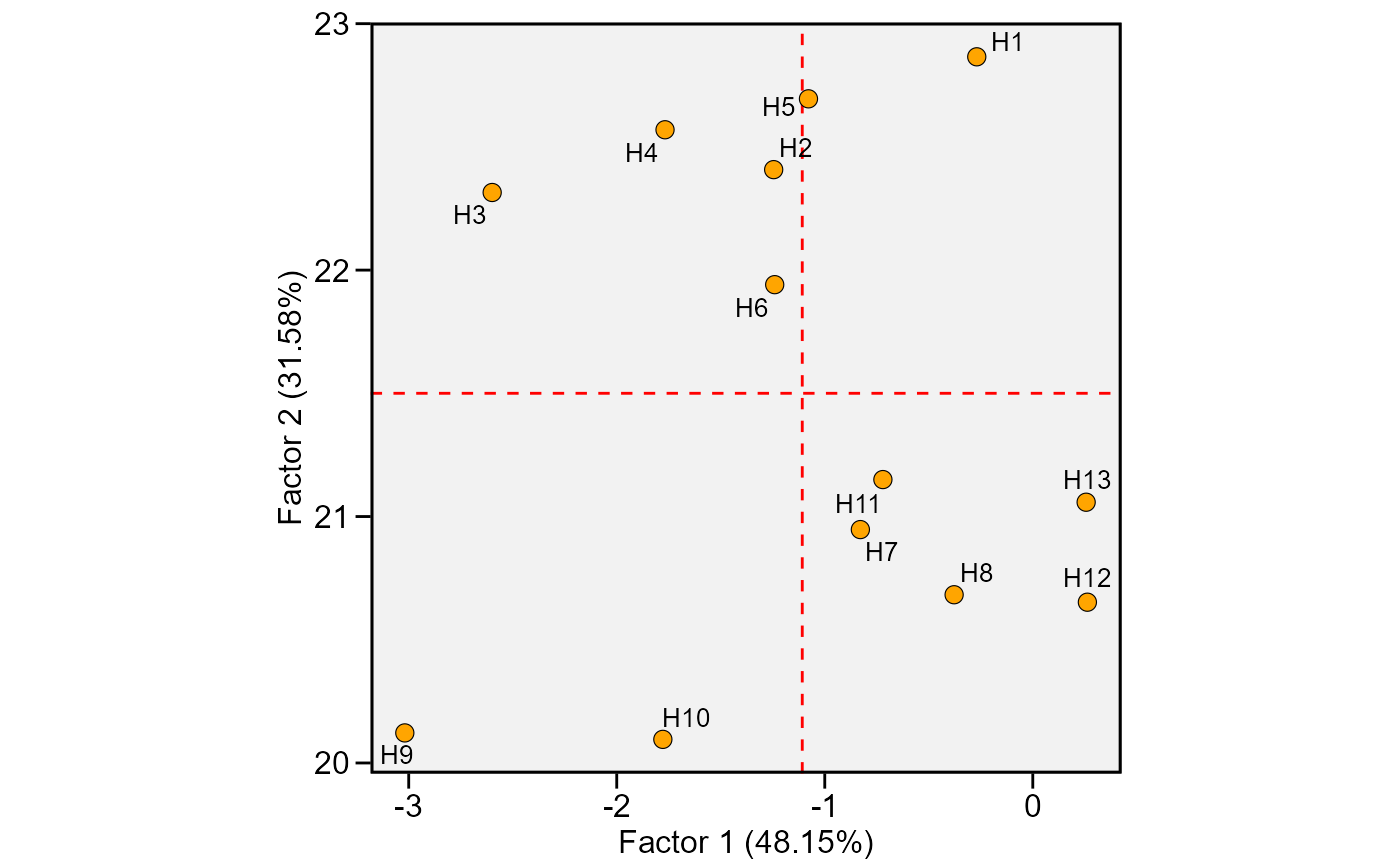 23
H1
H5
H2
H4
H3
22
H6
Factor 2 (31.58%)
H13
H11
21
H7
H8
H12
H10
H9
20
-3
-2
-1
0
Factor 1 (48.15%)